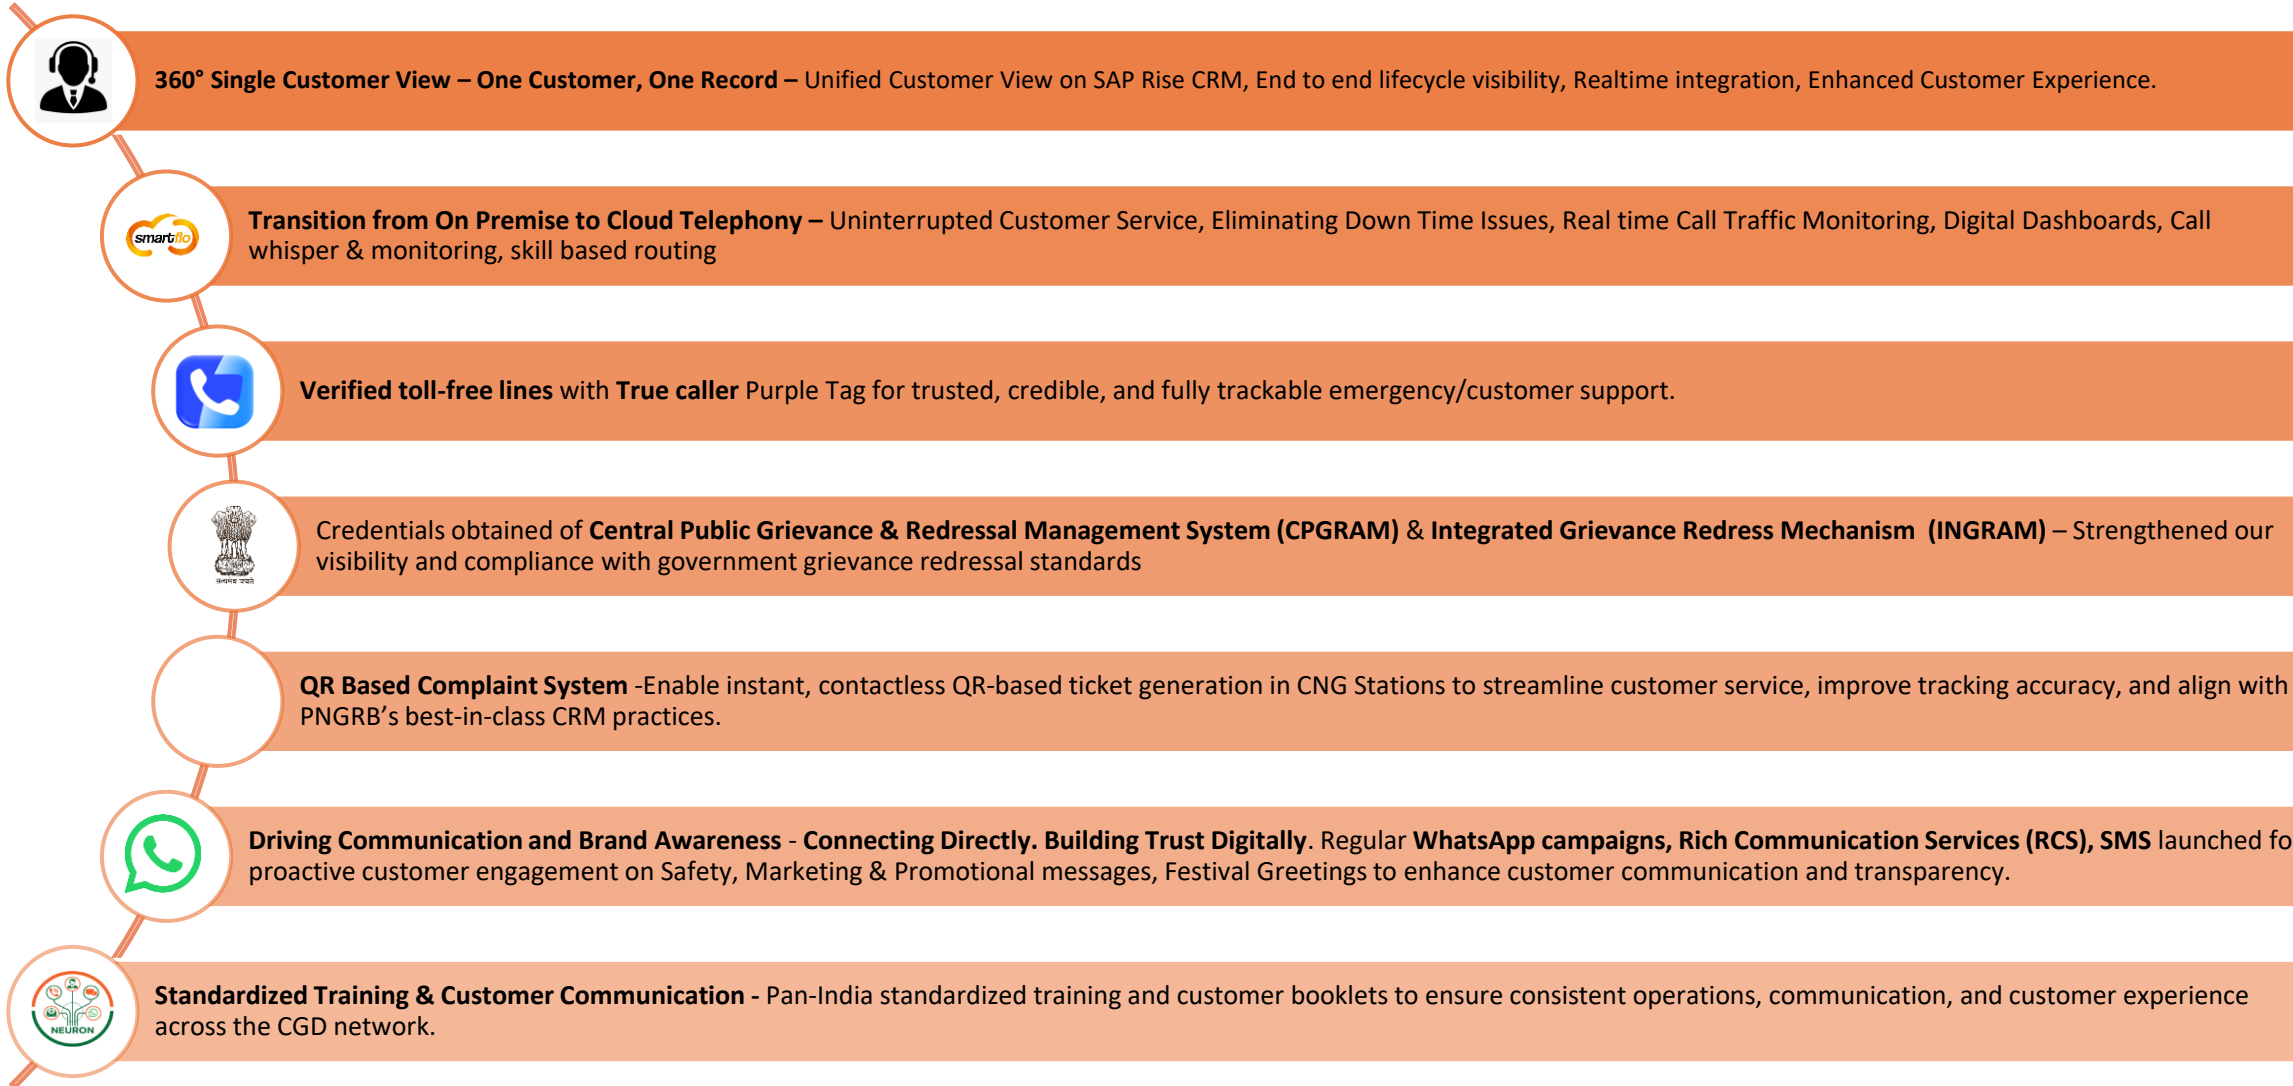 360° Single Customer View – One Customer, One Record – Unified Customer View on SAP Rise CRM, End to end lifecycle visibility, Realtime integration, Enhanced Customer Experience.
smartflo
Transition from On Premise to Cloud Telephony – Uninterrupted Customer Service, Eliminating Down Time Issues, Real time Call Traffic Monitoring, Digital Dashboards, Call
whisper & monitoring, skill based routing
Verified toll-free lines with True caller Purple Tag for trusted, credible, and fully trackable emergency/customer support.
सत्यमेव जयते
Credentials obtained of Central Public Grievance & Redressal Management System (CPGRAM) & Integrated Grievance Redress Mechanism (INGRAM) – Strengthened our
visibility and compliance with government grievance redressal standards
QR Based Complaint System -Enable instant, contactless QR-based ticket generation in CNG Stations to streamline customer service, improve tracking accuracy, and align with
PNGRB’s best-in-class CRM practices.
Driving Communication and Brand Awareness - Connecting Directly. Building Trust Digitally. Regular WhatsApp campaigns, Rich Communication Services (RCS), SMS launched fo
proactive customer engagement on Safety, Marketing & Promotional messages, Festival Greetings to enhance customer communication and transparency.
NEURON
Standardized Training & Customer Communication - Pan-India standardized training and customer booklets to ensure consistent operations, communication, and customer experience
across the CGD network.